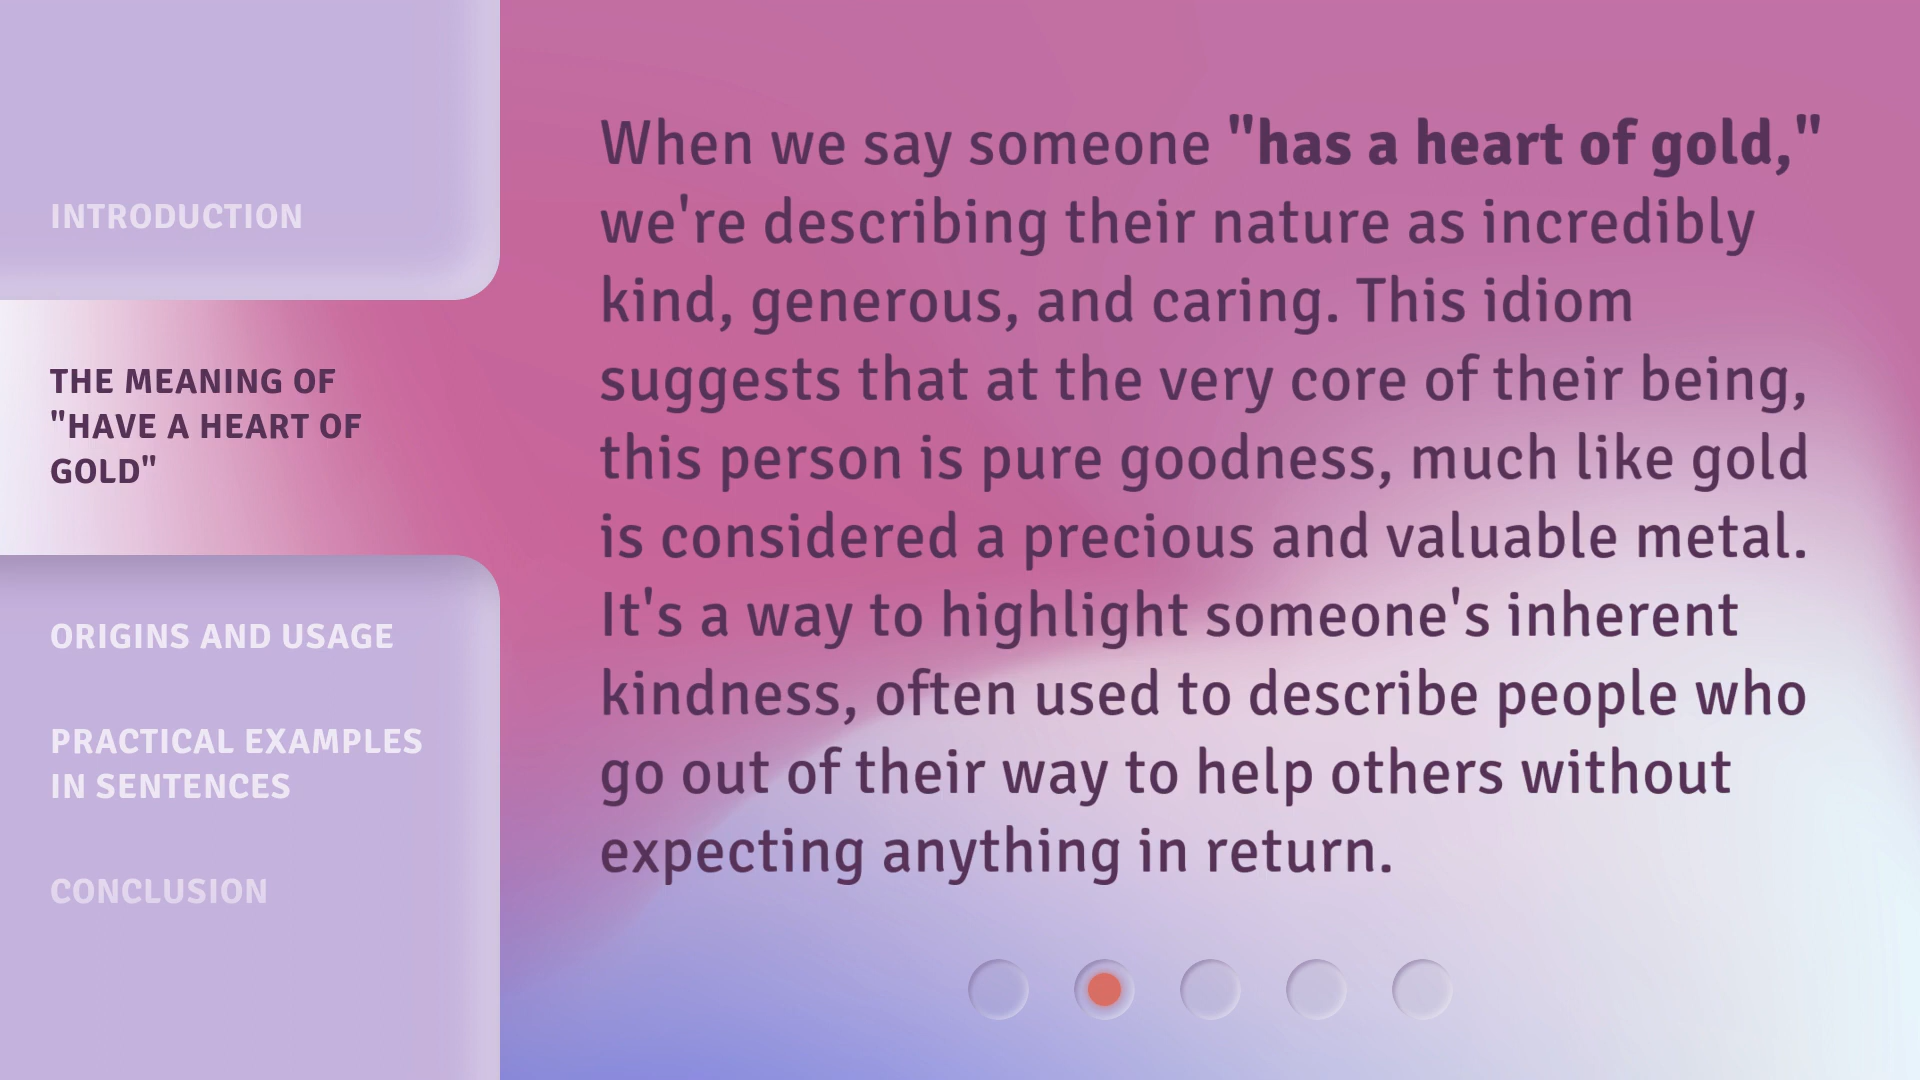 INTRODUCTION
THE MEANING OF
"HAVE A HEART OF
GOLD"
ORIGINS AND USAGE
PRACTICAL EXAMPLES
IN SENTENCES
CONCLUSION
When we say someone "has a heart of gold,"
we're describing their nature as incredibly
kind, generous, and caring. This idiom
suggests that at the very core of their being,
this person is pure goodness, much like gold
is considered a precious and valuable metal.
It's a way to highlight someone's inherent
kindness, often used to describe people who
go out of their way to help others without
expecting anything in return.